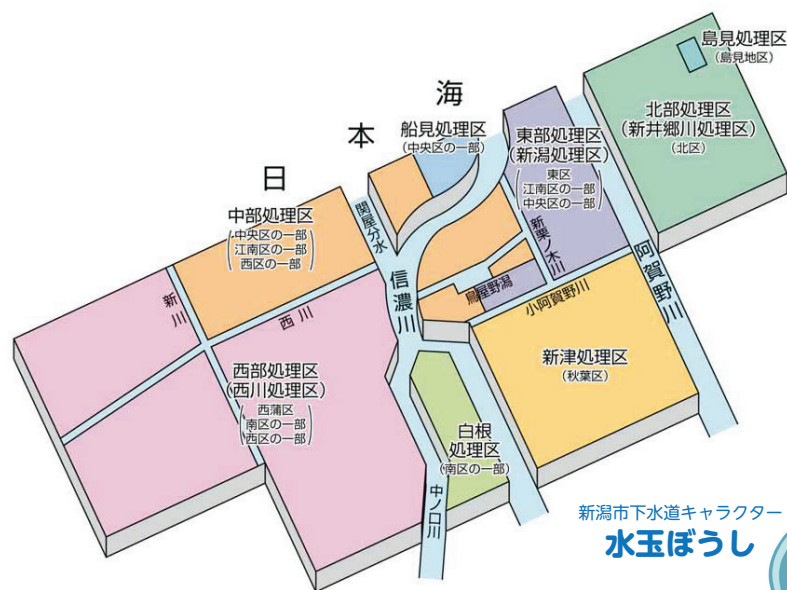 島見処理区
(島見地区)
北部処理区
(新井郷川処理区)
(北区)
日本海
船見処理区
(中央区の一部)
東部処理区
(新潟処理区)
東区
江南区の一部
中央区の一部
中部処理区
中央区の一部
江南区の一部
西区の一部
関屋分水
信濃川
新栗ノ木川
鳥屋野潟
小阿賀野川
阿賀野川
新川
西川
西部処理区
(西川処理区)
西蒲区
南区の一部
西区の一部
新津処理区
(秋葉区)
白根
処理区
(南区の一部)
中ノ口川
新潟市下水道キャラクター
水玉ぼうし